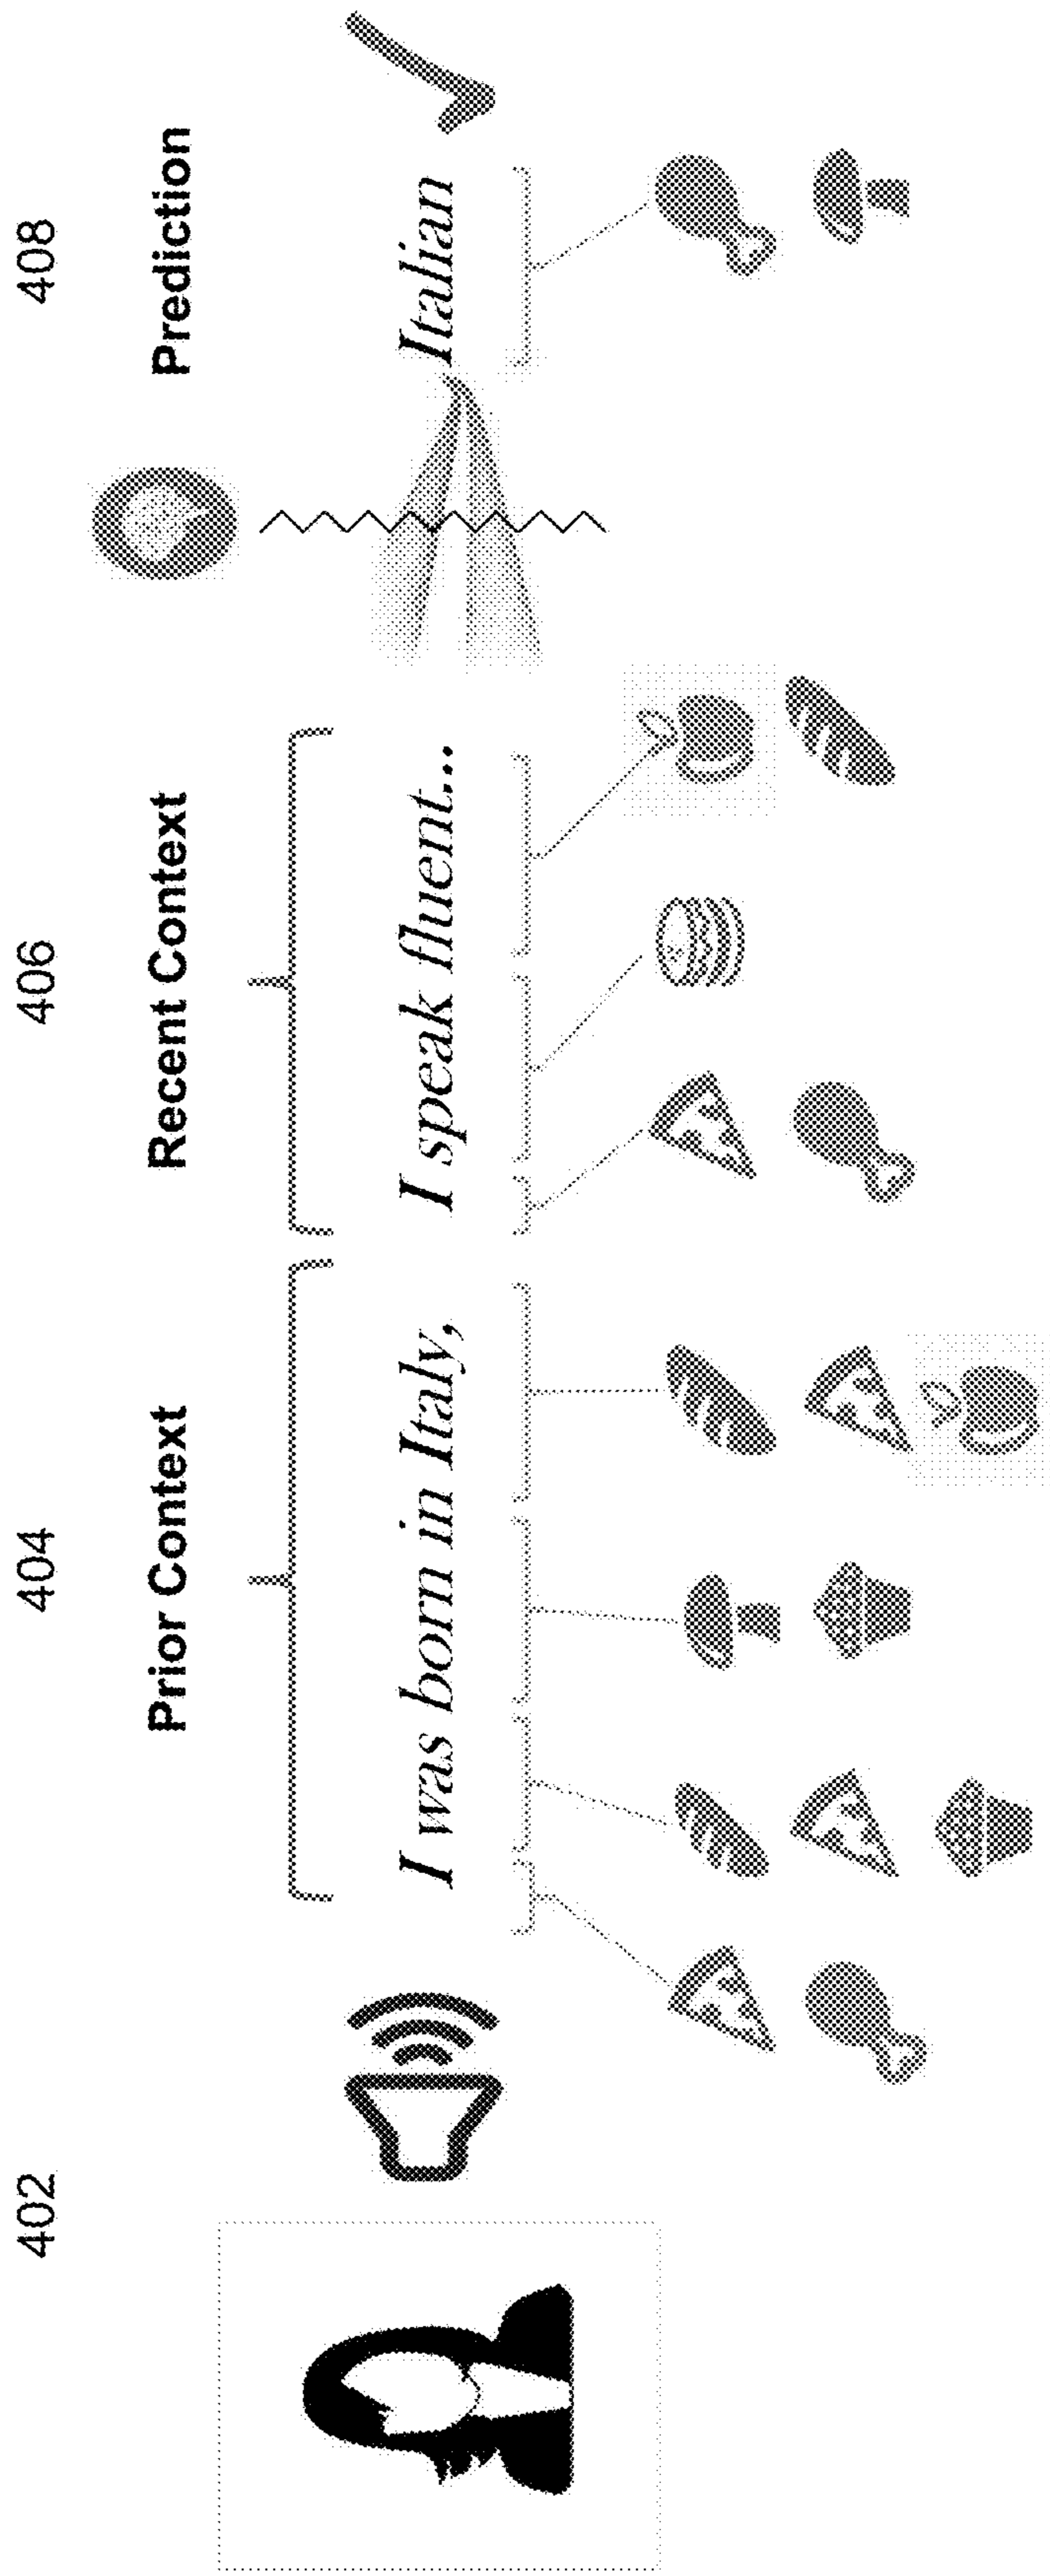 402 404 406 408
Prior Context Recent Context Prediction
I was born in Italy, I speak fluent... Italian